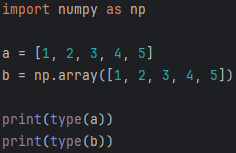 import numpy as np
a = [1, 2, 3, 4, 5]
b = np.array([1, 2, 3, 4, 5])
print(type(a))
print(type(b))